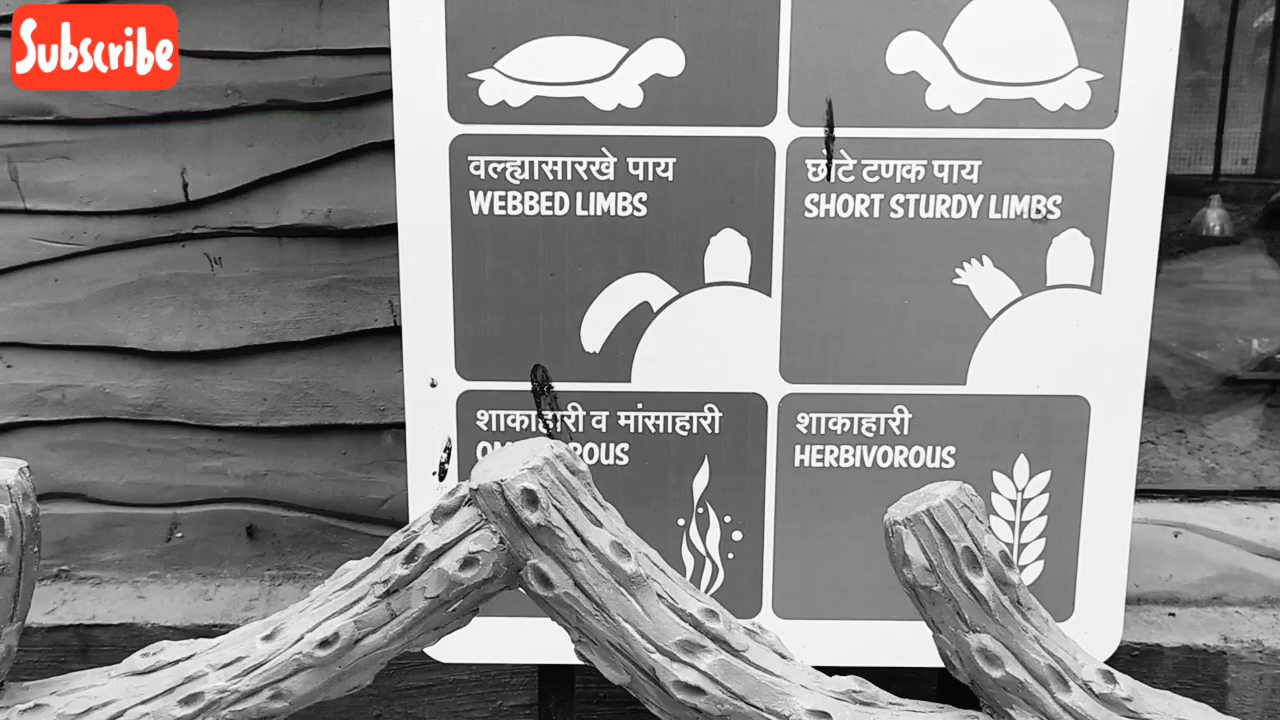 Subscribe
वल्ह्यासारखे पाय
WEBBED LIMBS
छोटे टणक पाय
SHORT STURDY LIMBS
शाकाहारी व मांसाहारी
शाकाहारी
HERBIVOROUS